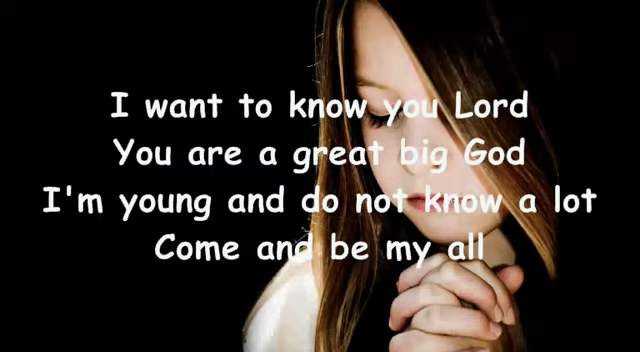 I want to know you Lord
You are a great big God
I'm young and do not know a lot
Come and be my all